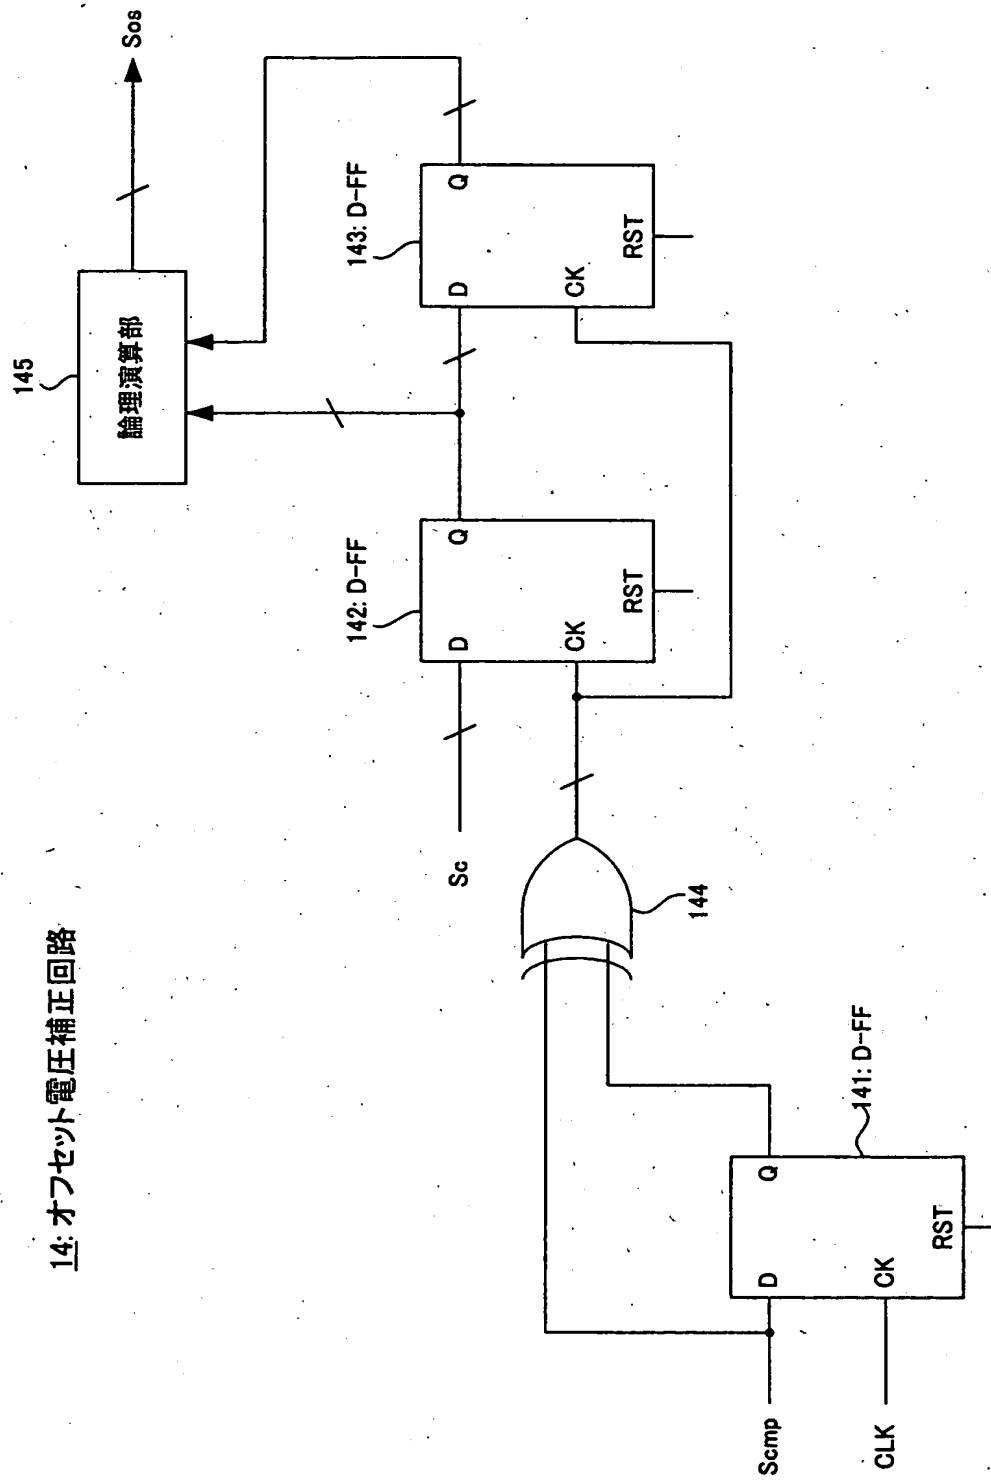 14: オフセット電圧補正回路
145
論理演算部
Sos
142: D-FF
D
Q
CK
RST
143: D-FF
D
Q
CK
RST
Sc
144
141: D-FF
D
Q
CK
RST
Scmp
CLK